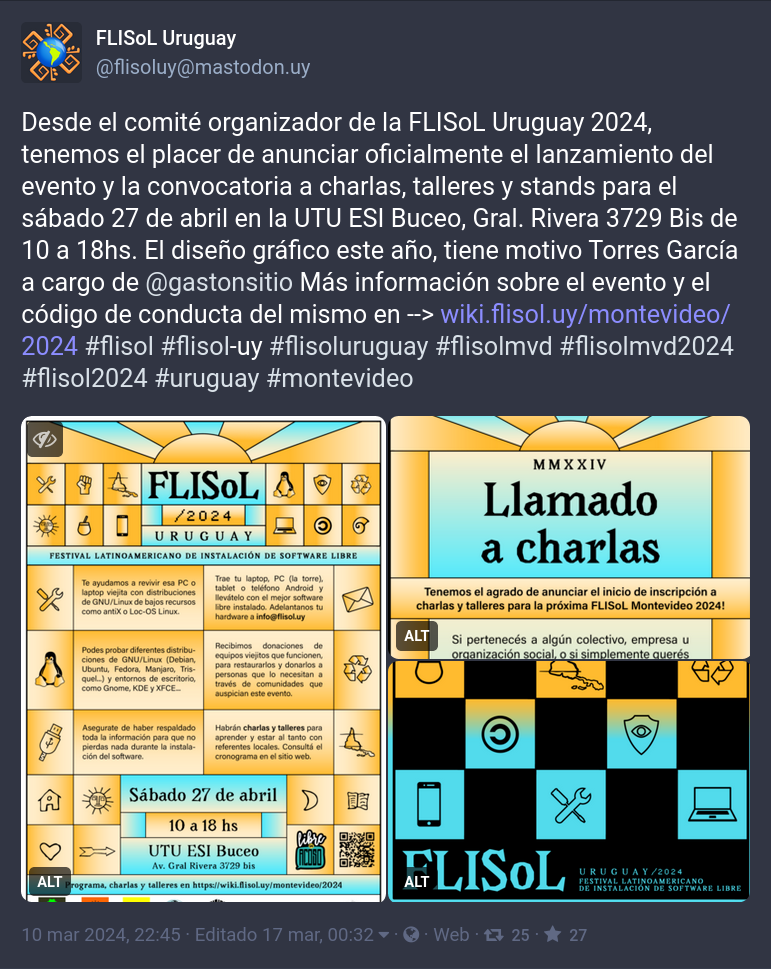 FLISoL Uruguay
@flisoluy@mastodon.uy
Desde el comité organizador de la FLISoL Uruguay 2024,
tenemos el placer de anunciar oficialmente el lanzamiento del
evento y la convocatoria a charlas, talleres y stands para el
sábado 27 de abril en la UTU ESI Buceo, Gral. Rivera 3729 Bis de
10 a 18hs. El diseño gráfico este año, tiene motivo Torres García
a cargo de @gastonsitio Más información sobre el evento y el
código de conducta del mismo en --> wiki.flisol.uy/montevideo/
2024 #flisol #flisol-uy #flisoluruguay #flisolmvd #flisolmvd2024
#flisol2024 #uruguay #montevideo
FLISoL
/2024
URUGUAY
FESTIVAL LATINOAMERICANO DE INSTALACIÓN DE SOFTWARE LIBRE
Te ayudamos a revivir esa PC o
laptop viejita con distribuciones
de GNU/Linux de bajos recursos
como antiX o Loc-OS Linux.
Trae tu laptop, PC (la torre),
tablet o teléfono Android y
llevátelo con el mejor software
libre instalado. Adelantanos tu
hardware a info@flisol.uy
Podes probar diferentes distribu-
ciones de GNU/Linux (Debian,
Ubuntu, Fedora, Manjaro, Tris-
quel...) y entornos de escritorio,
como Gnome, KDE y XFCE...
Recibimos donaciones de
equipos viejitos que funcionen,
para restaurarlos y donarlos a
personas que lo necesitan a
través de comunidades que
auspician este evento.
Asegurate de haber respaldado
toda la información para que no
pierdas nada durante la instala-
ción del software.
Habrán charlas y talleres para
aprender y estar al tanto con
referentes locales. Consultá el
cronograma en el sitio web.
Sábado 27 de abril
10 a 18 hs
UTU ESI Buceo
Av. Gral Rivera 3729 bis
libre
ACOSO
Programa, charlas y talleres en https://wiki.flisol.uy/montevideo/2024
ALT
MMXXIV
Llamado
a charlas
Tenemos el agrado de anunciar el inicio de inscripción a
charlas y talleres para la próxima FLISoL Montevideo 2024!
ALT
Si pertenecés a algún colectivo, empresa u
organización social, o si simplemente querés
FLISoL
URUGUAY/2024
FESTIVAL LATINOAMERICANO
DE INSTALACIÓN DE SOFTWARE LIBRE
ALT
10 mar 2024, 22:45 · Editado 17 mar, 00:32 · Web · 25 · 27